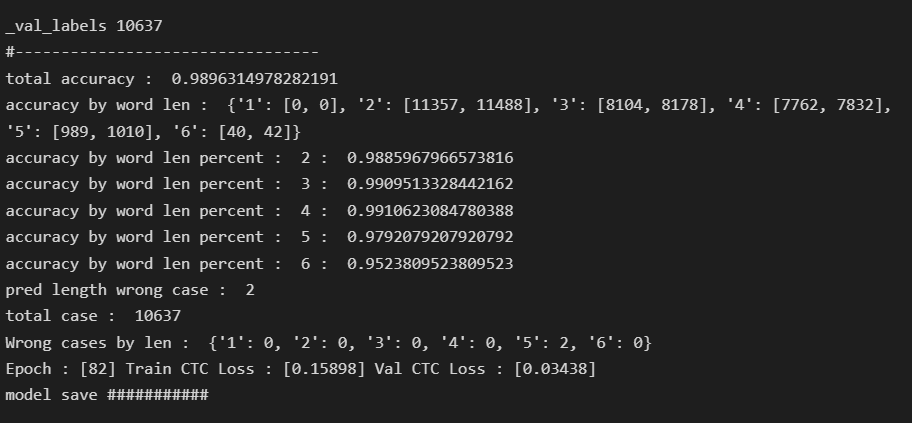 _val_labels 10637
#---------------------------------
total accuracy :  0.9896314978282191
accuracy by word len :  {'1': [0, 0], '2': [11357, 11488], '3': [8104, 8178], '4': [7762, 7832],
'5': [989, 1010], '6': [40, 42]}
accuracy by word len percent :  2 :  0.9885967966573816
accuracy by word len percent :  3 :  0.9909513328442162
accuracy by word len percent :  4 :  0.9910623084780388
accuracy by word len percent :  5 :  0.9792079207920792
accuracy by word len percent :  6 :  0.9523809523809523
pred length wrong case :  2
total case :  10637
Wrong cases by len :  {'1': 0, '2': 0, '3': 0, '4': 0, '5': 2, '6': 0}
Epoch : [82] Train CTC Loss : [0.15898] Val CTC Loss : [0.03438]
model save ###########